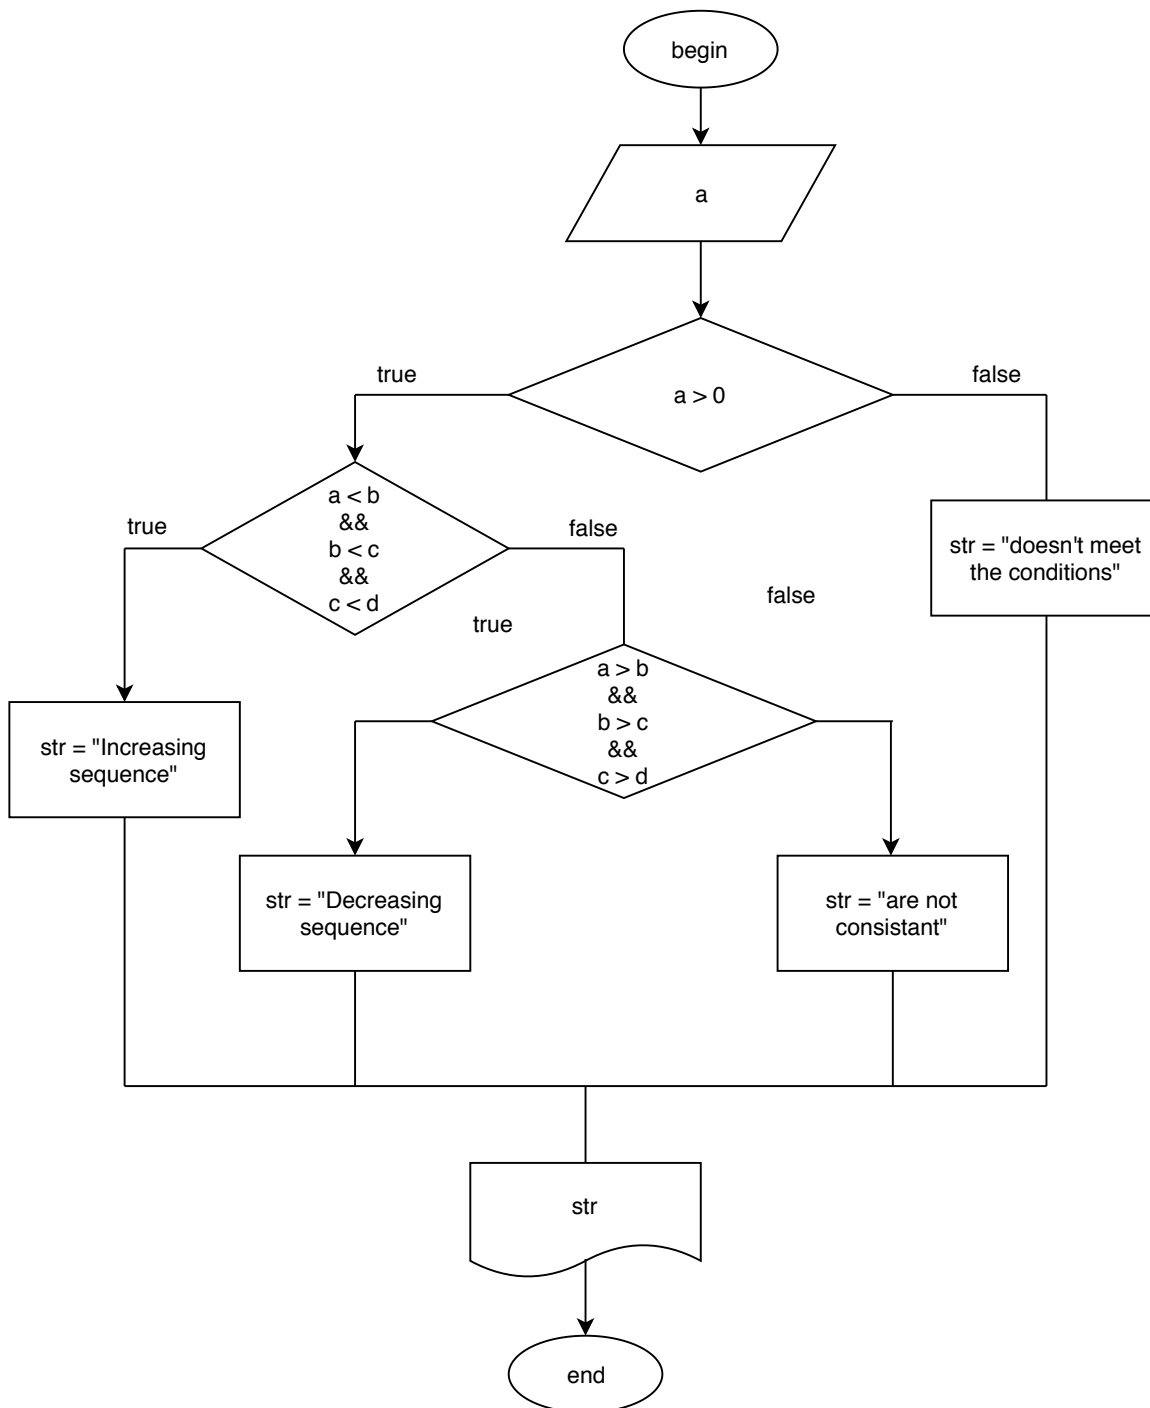 begin
a
a > 0
true
false
a < b
&&
b < c
&&
c < d
true
false
str = "doesn't meet
the conditions"
true
false
a > b
&&
b > c
&&
c > d
str = "Increasing
sequence"
str = "Decreasing
sequence"
str = "are not
consistant"
str
end